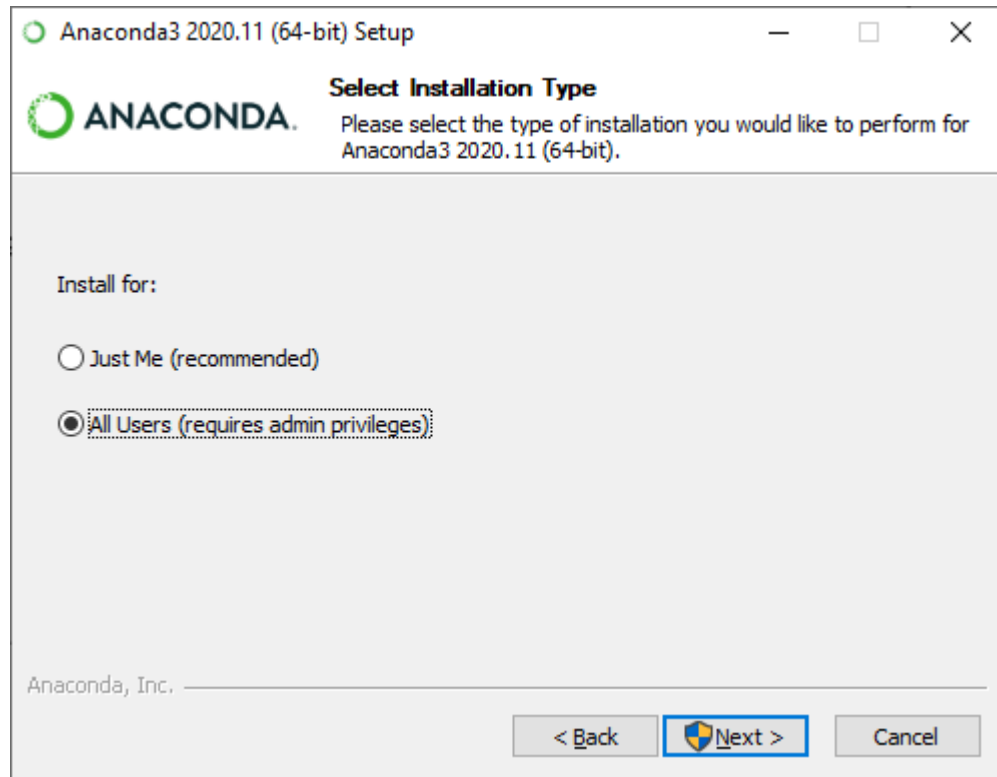 Anaconda3 2020.11 (64-bit) Setup
ANACONDA.
Select Installation Type
Please select the type of installation you would like to perform for
Anaconda3 2020.11 (64-bit).
Install for:
Just Me (recommended)
All Users (requires admin privileges)
Anaconda, Inc.
< Back
Next >
Cancel